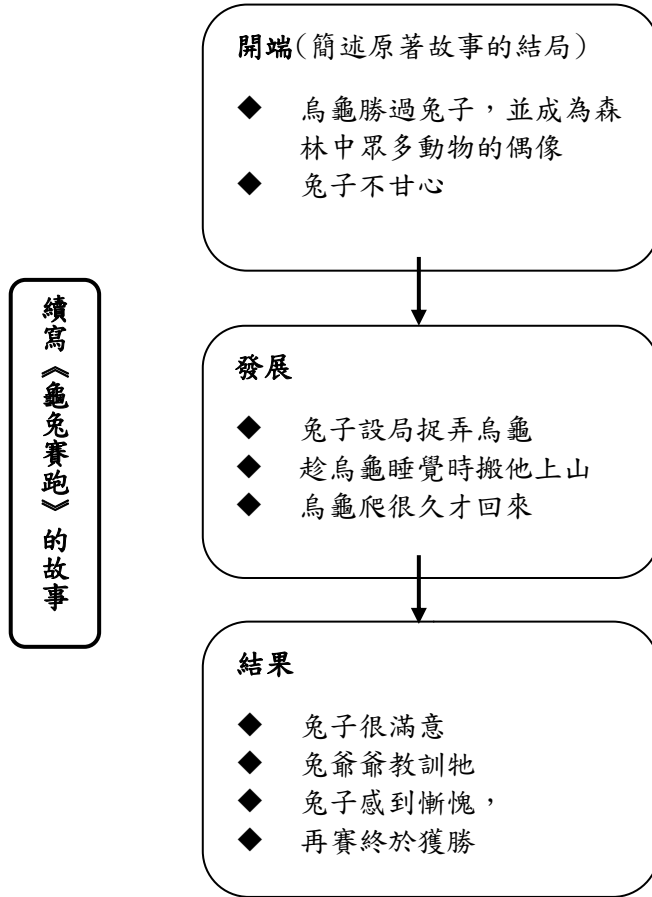 續寫《龜兔賽跑》的故事
開端(簡述原著故事的結局)
◆ 烏龜勝過兔子，並成為森
林中眾多動物的偶像
◆ 兔子不甘心
發展
◆ 兔子設局捉弄烏龜
◆ 趁烏龜睡覺時搬他上山
◆ 烏龜爬很久才回來
結果
◆ 兔子很滿意
◆ 兔爺爺教訓牠
◆ 兔子感到慚愧，
◆ 再賽終於獲勝